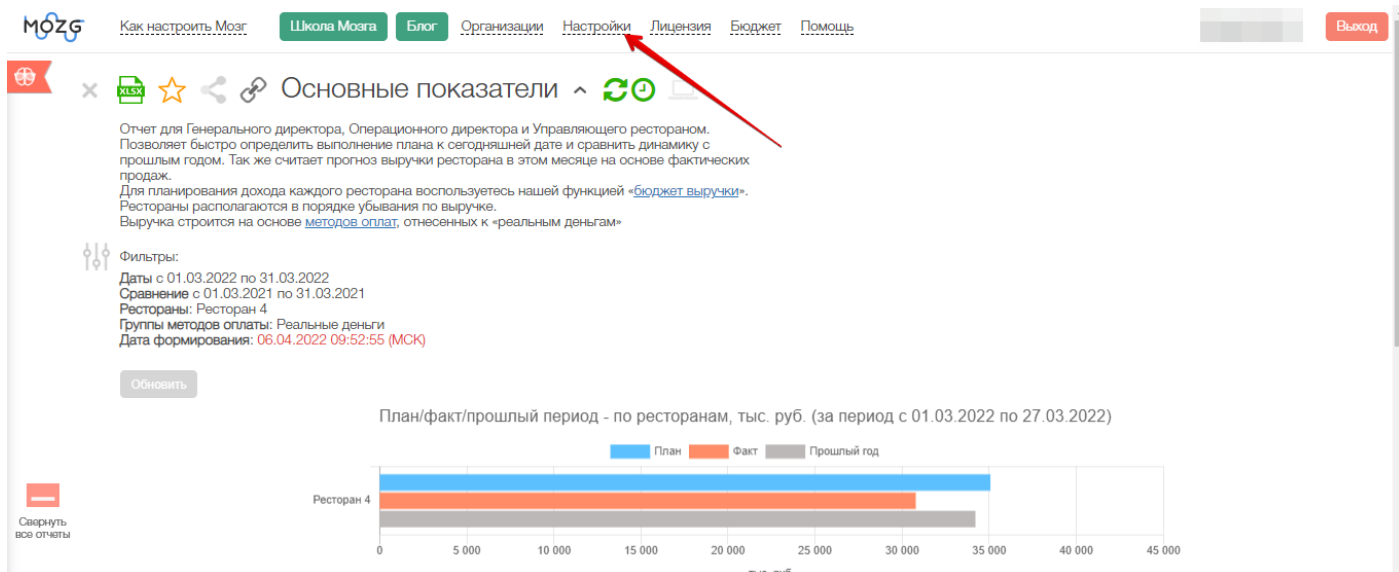 MOZG Как настроить Мозг Школа Мозга Блог Организации Настройки Лицензия Бюджет Помощь Выход
XLSX Основные показатели
Отчет для Генерального директора, Операционного директора и Управляющего рестораном.
Позволяет быстро определить выполнение плана к сегодняшней дате и сравнить динамику с
прошлым годом. Так же считает прогноз выручки ресторана в этом месяце на основе фактических
продаж.
Для планирования дохода каждого ресторана воспользуетесь нашей функцией «бюджет выручки».
Рестораны располагаются в порядке убывания по выручке.
Выручка строится на основе методов оплат, отнесенных к «реальным деньгам»
Фильтры:
Даты с 01.03.2022 по 31.03.2022
Сравнение с 01.03.2021 по 31.03.2021
Рестораны: Ресторан 4
Группы методов оплаты: Реальные деньги
Дата формирования: 06.04.2022 09:52:55 (МСК)
Обновить
План/факт/прошлый период - по ресторанам, тыс. руб. (за период с 01.03.2022 по 27.03.2022)
План Факт Прошлый год
Ресторан 4
Свернуть
все отчеты
0 5 000 10 000 15 000 20 000 25 000 30 000 35 000 40 000 45 000